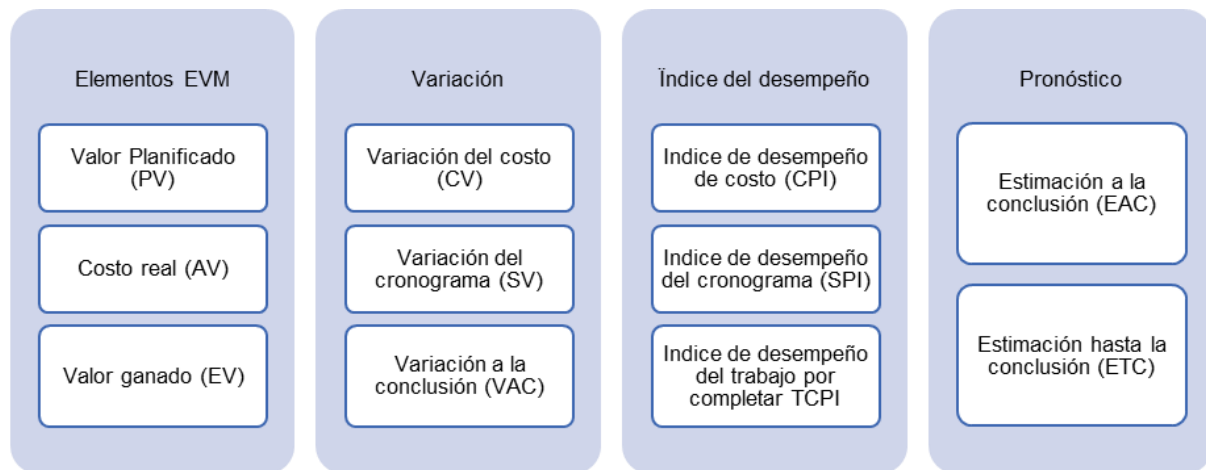 Elementos EVM
Valor Planificado
(PV)
Costo real (AV)
Valor ganado (EV)
Variación
Variación del costo
(CV)
Variación del
cronograma (SV)
Variación a la
conclusión (VAC)
Ïndice del desempeño
Indice de desempeño
de costo (CPI)
Indice de desempeño
del cronograma (SPI)
Indice de desempeño
del trabajo por
completar TCPI
Pronóstico
Estimación a la
conclusión (EAC)
Estimación hasta la
conclusión (ETC)